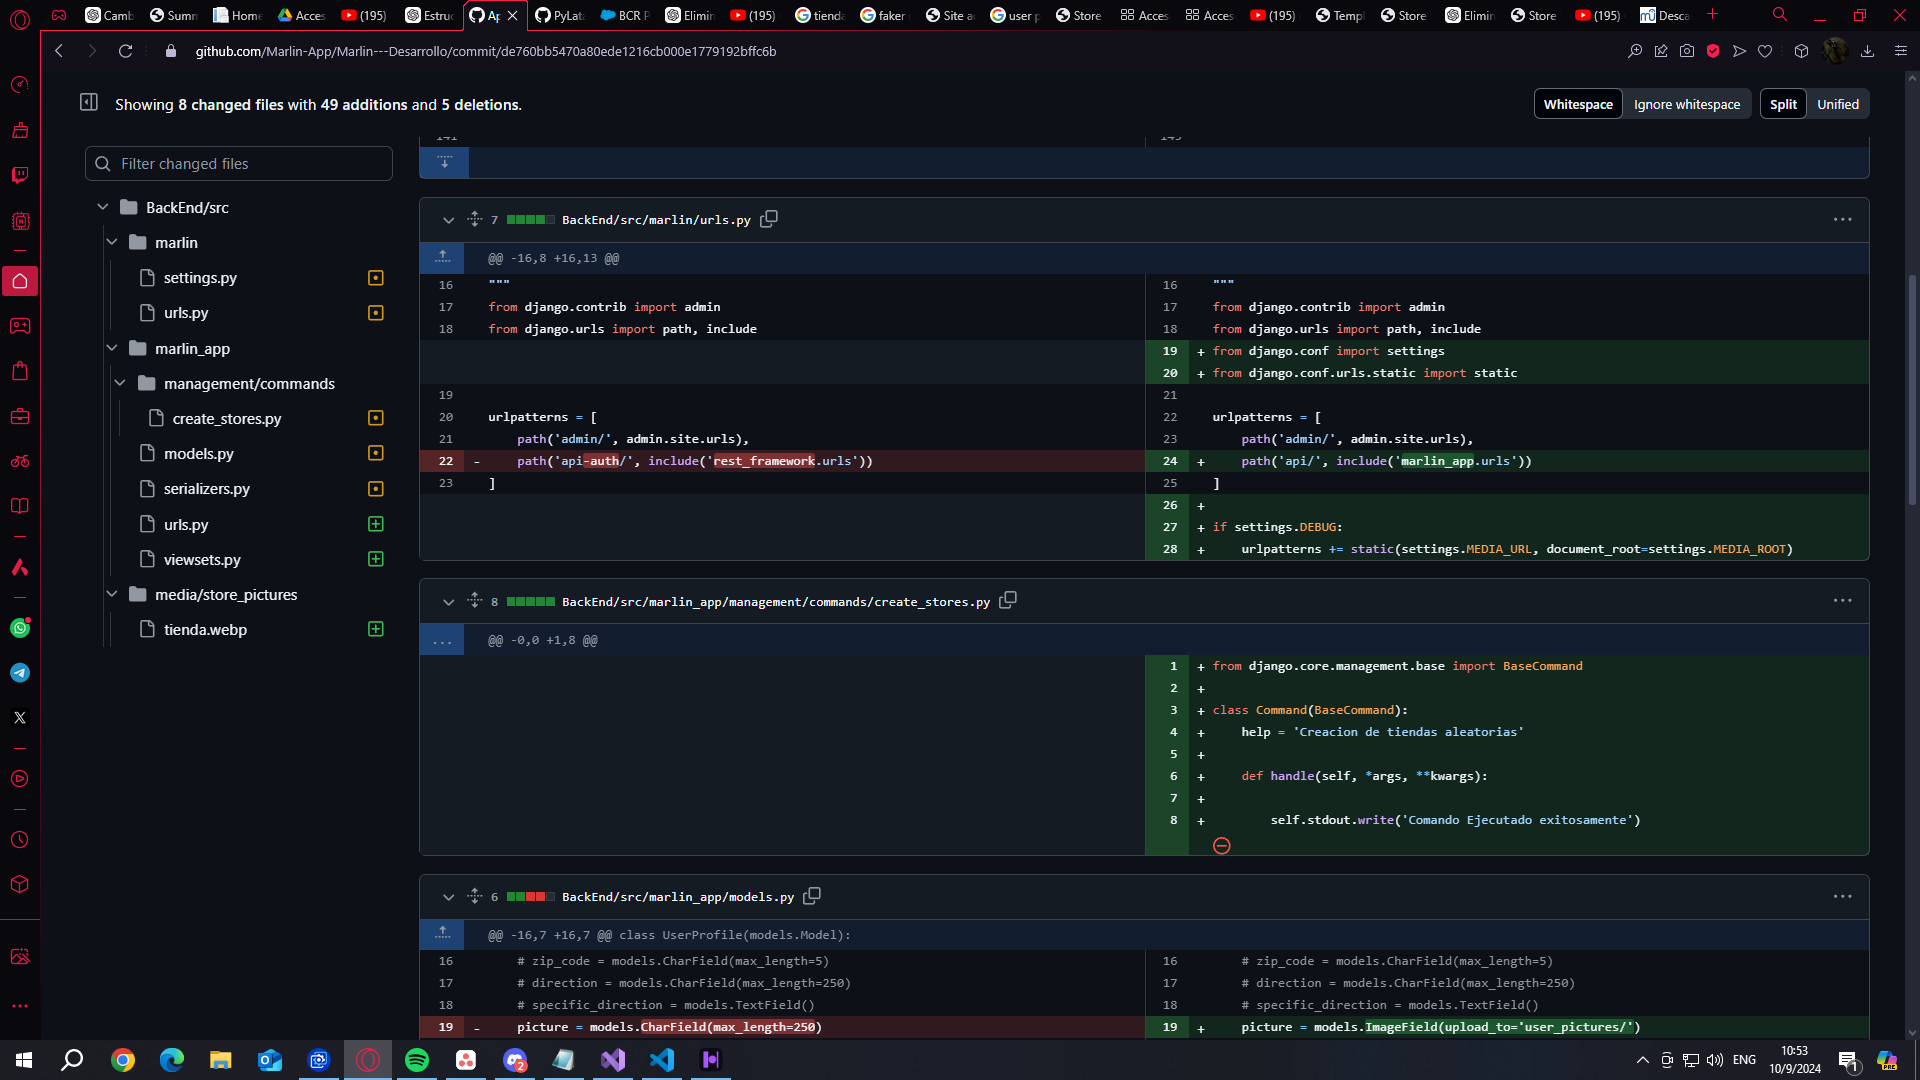 Camb
Summ
Home
Acces
(195)
Estruc
Ap
PyLat
BCR P
Elimin
(195)
tienda
faker
Site a
user p
Store
Acces
Acces
(195)
Templ
Store
Elimin
Store
(195)
Desca
github.com/Marlin-App/Marlin---Desarrollo/commit/de760bb5470a80ede1216cb000e1779192bffc6b
Showing 8 changed files with 49 additions and 5 deletions.
Whitespace
Ignore whitespace
Split
Unified
Filter changed files
BackEnd/src
marlin
settings.py
urls.py
marlin_app
management/commands
create_stores.py
models.py
serializers.py
urls.py
viewsets.py
media/store_pictures
tienda.webp
7 BackEnd/src/marlin/urls.py
@@ -16,8 +16,13 @@
16 """
17 from django.contrib import admin
18 from django.urls import path, include
19
20 urlpatterns = [
21 path('admin/', admin.site.urls),
22 - path('api-auth/', include('rest_framework.urls'))
23 ]
16 """
17 from django.contrib import admin
18 from django.urls import path, include
19 + from django.conf import settings
20 + from django.conf.urls.static import static
21
22 urlpatterns = [
23 path('admin/', admin.site.urls),
24 + path('api/', include('marlin_app.urls'))
25 ]
26 +
27 + if settings.DEBUG:
28 + urlpatterns += static(settings.MEDIA_URL, document_root=settings.MEDIA_ROOT)
8 BackEnd/src/marlin_app/management/commands/create_stores.py
... @@ -0,0 +1,8 @@
1 + from django.core.management.base import BaseCommand
2 +
3 + class Command(BaseCommand):
4 + help = 'Creacion de tiendas aleatorias'
5 +
6 + def handle(self, *args, **kwargs):
7 +
8 + self.stdout.write('Comando Ejecutado exitosamente')
6 BackEnd/src/marlin_app/models.py
@@ -16,7 +16,7 @@ class UserProfile(models.Model):
16 # zip_code = models.CharField(max_length=5)
17 # direction = models.CharField(max_length=250)
18 # specific_direction = models.TextField()
19 - picture = models.CharField(max_length=250)
16 # zip_code = models.CharField(max_length=5)
17 # direction = models.CharField(max_length=250)
18 # specific_direction = models.TextField()
19 + picture = models.ImageField(upload_to='user_pictures/')
2
ENG
10:53
10/9/2024
1
PRE